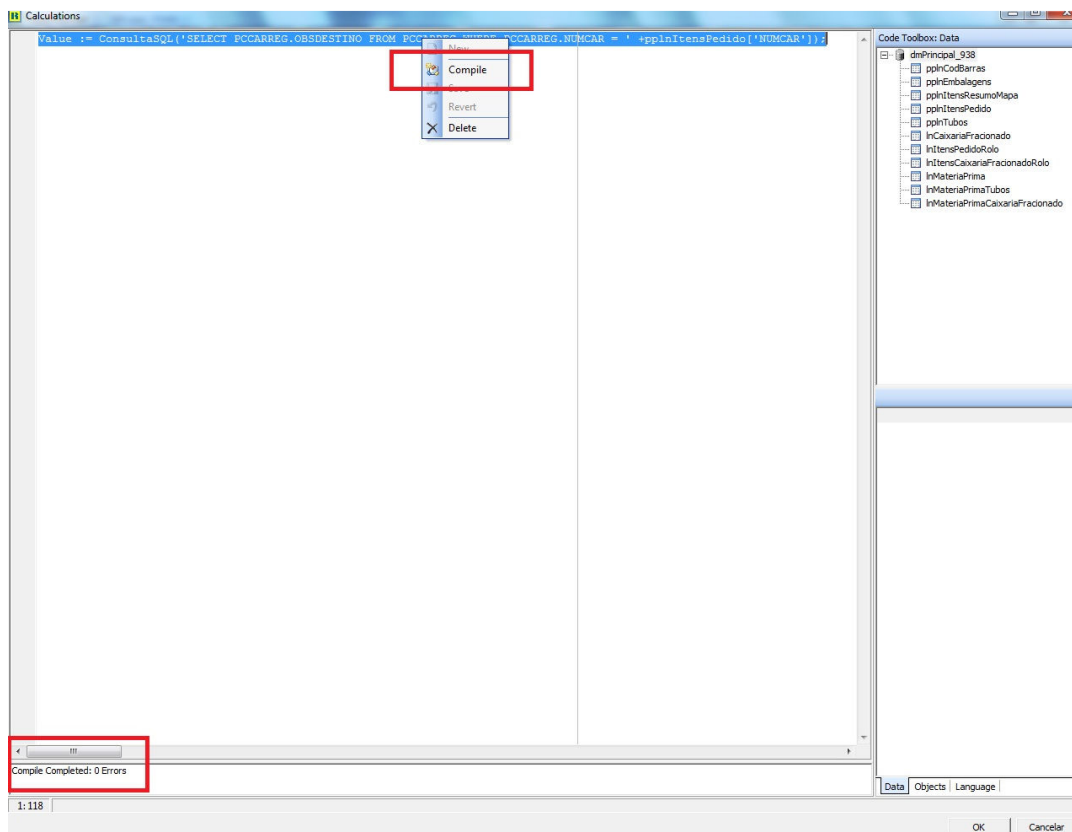 Calculations
Value := ConsultaSQL('SELECT PCCARREG.OBSDESTINO FROM PCCARREG WHERE PCCARREG.NUMCAR = ' +pplnItensPedido['NUMCAR']);
New
Compile
Save
Revert
Delete
Compile Completed: 0 Errors
1:118
Code Toolbox: Data
dmPrincipal_938
pplnCodBarras
pplnEmbalagens
pplnItensResumoMapa
pplnItensPedido
pplnTubos
lnCaixariaFracionado
lnItensPedidoRolo
lnItensCaixariaFracionadoRolo
lnMateriaPrima
lnMateriaPrimaTubos
lnMateriaPrimaCaixariaFracionado
Data Objects Language
OK Cancelar